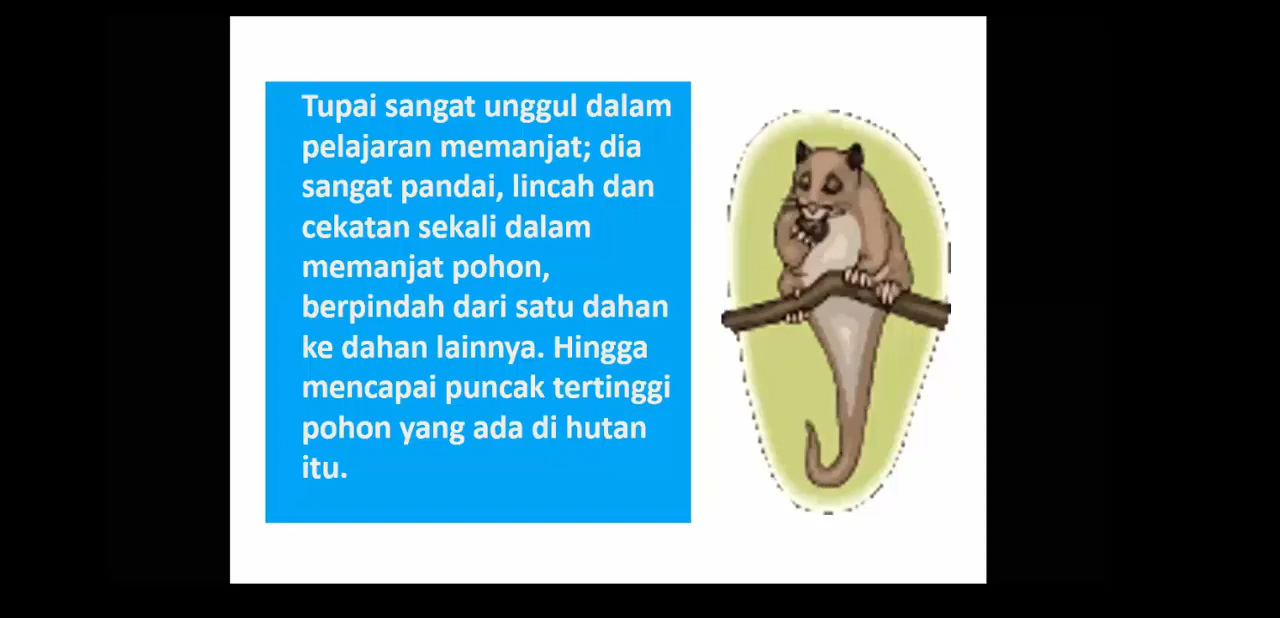 Tupai sangat unggul dalam
pelajaran memanjat; dia
sangat pandai, lincah dan
cekatan sekali dalam
memanjat pohon,
berpindah dari satu dahan
ke dahan lainnya. Hingga
mencapai puncak tertinggi
pohon yang ada di hutan
itu.